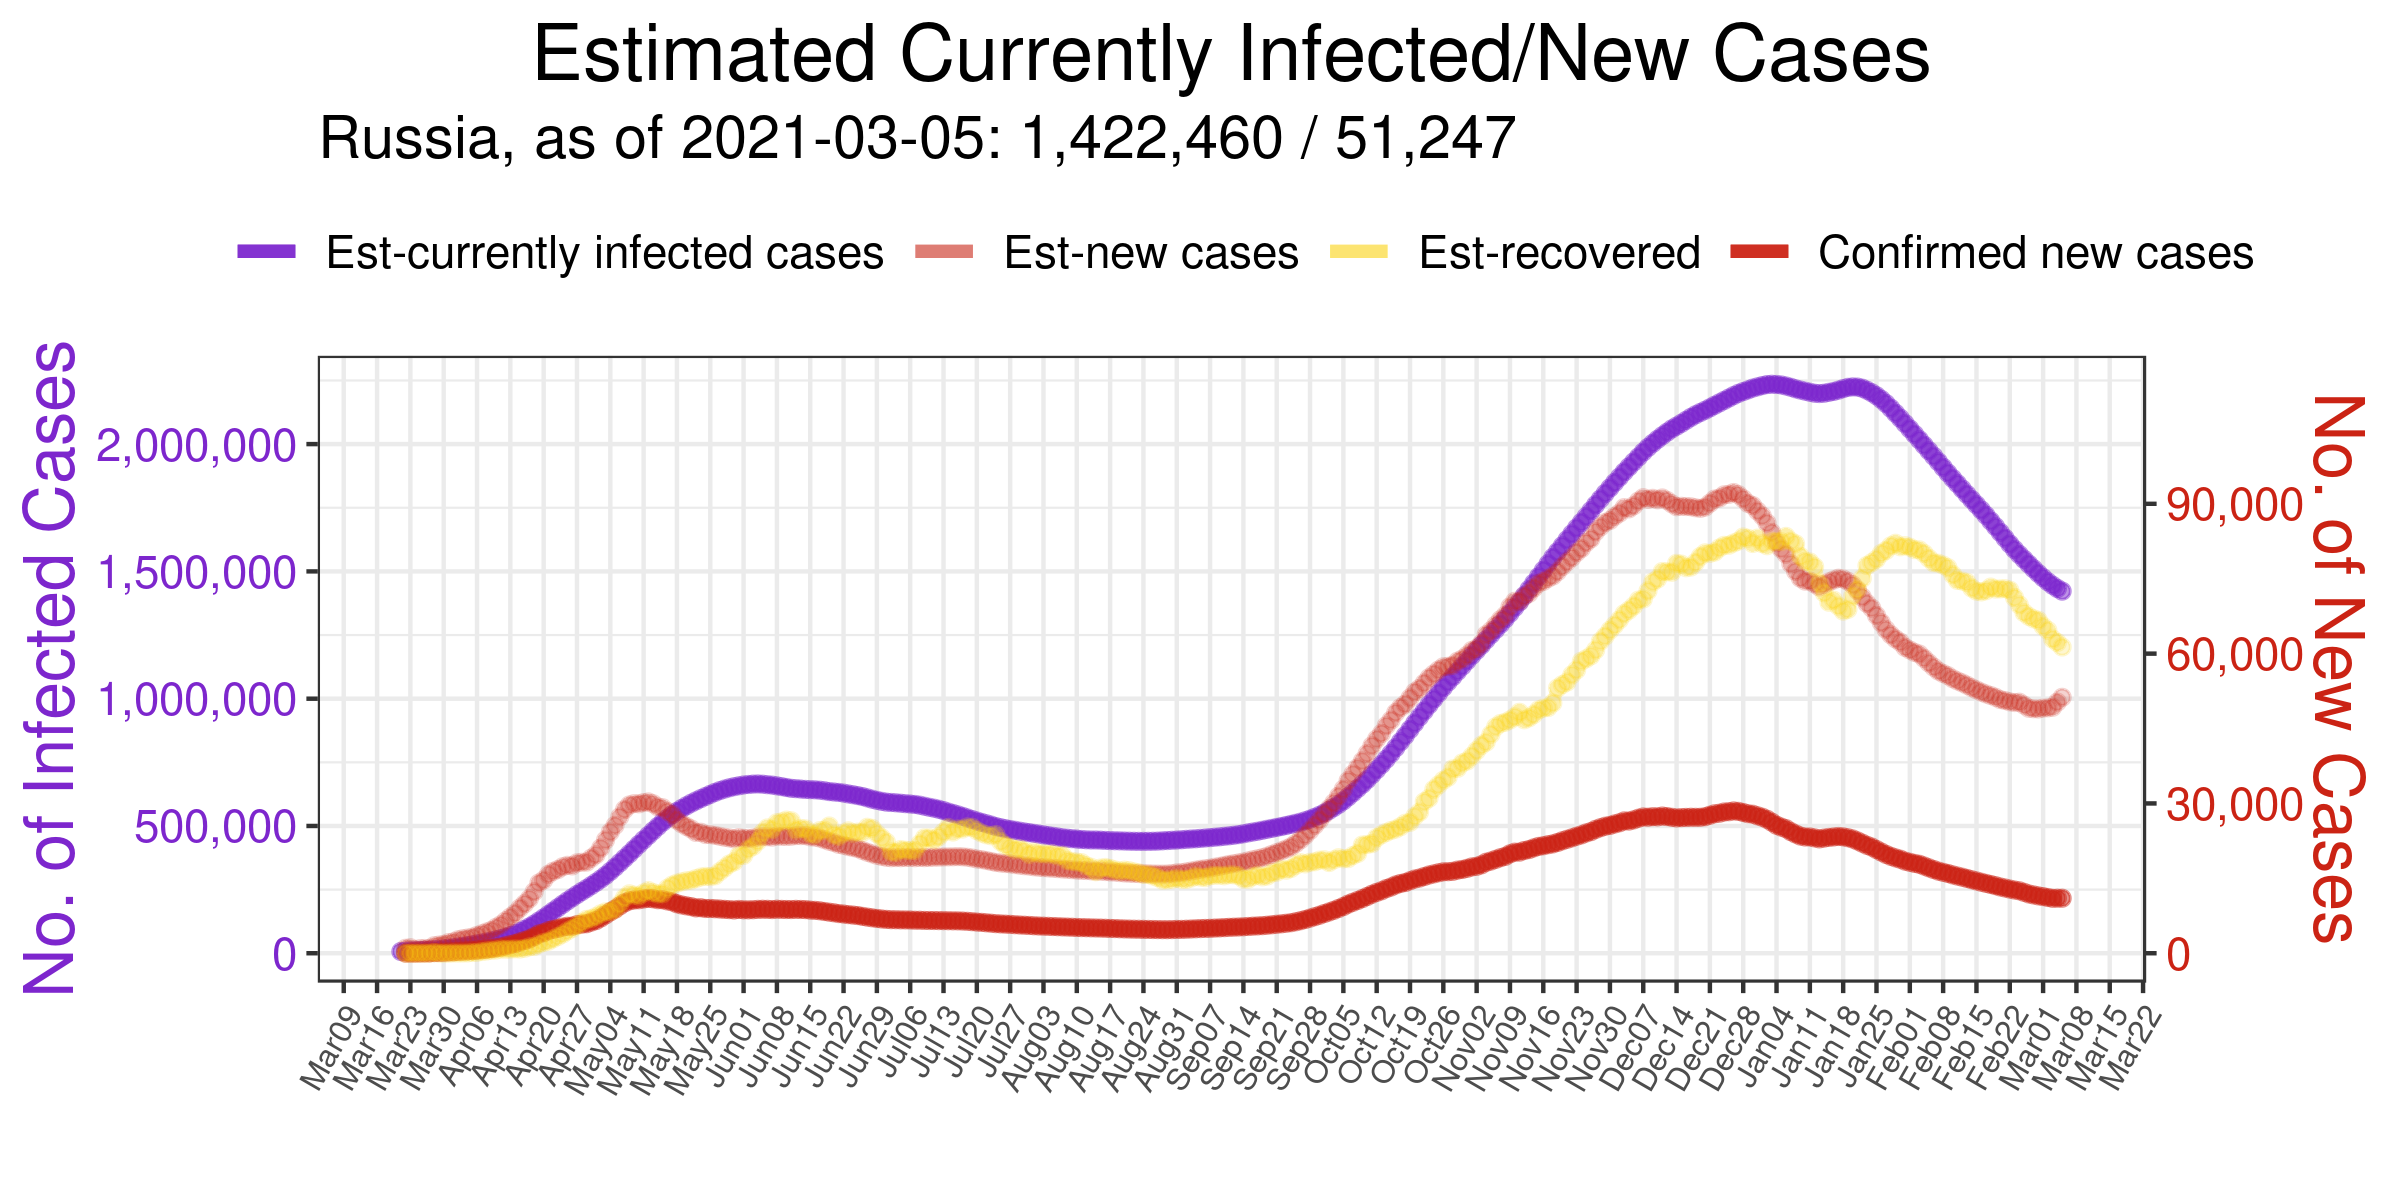 Estimated Currently Infected/New Cases
Russia, as of 2021-03-05: 1,422,460 / 51,247
Est-currently infected cases Est-new cases Est-recovered Confirmed new cases
No. of Infected Cases
2,000,000
1,500,000
1,000,000
500,000
0
90,000
60,000
30,000
0
No. of New Cases
Mar09 Mar16 Mar23 Mar30 Apr06 Apr13 Apr20 Apr27 May04 May11 May18 May25 Jun01 Jun08 Jun15 Jun22 Jun29 Jul06 Jul13 Jul20 Jul27 Aug03 Aug10 Aug17 Aug24 Aug31 Sep07 Sep14 Sep21 Sep28 Oct05 Oct12 Oct19 Oct26 Nov02 Nov09 Nov16 Nov23 Nov30 Dec07 Dec14 Dec21 Dec28 Jan04 Jan11 Jan18 Jan25 Feb01 Feb08 Feb15 Feb22 Mar01 Mar08 Mar15 Mar22